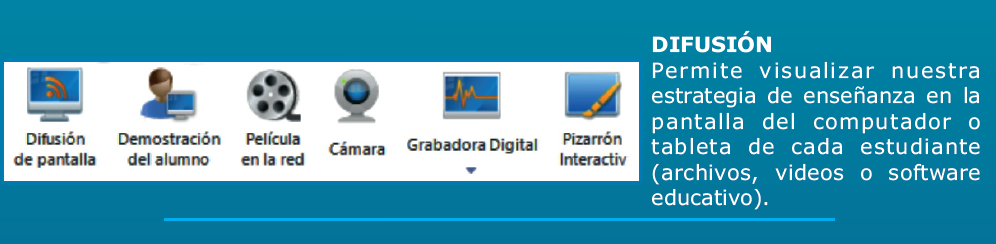 Difusión
de pantalla
Demostración
del alumno
Película
en la red
Cámara
Grabadora Digital
Pizarrón
Interactiv
DIFUSIÓN
Permite visualizar nuestra
estrategia de enseñanza en la
pantalla del computador o
tableta de cada estudiante
(archivos, videos o software
educativo).